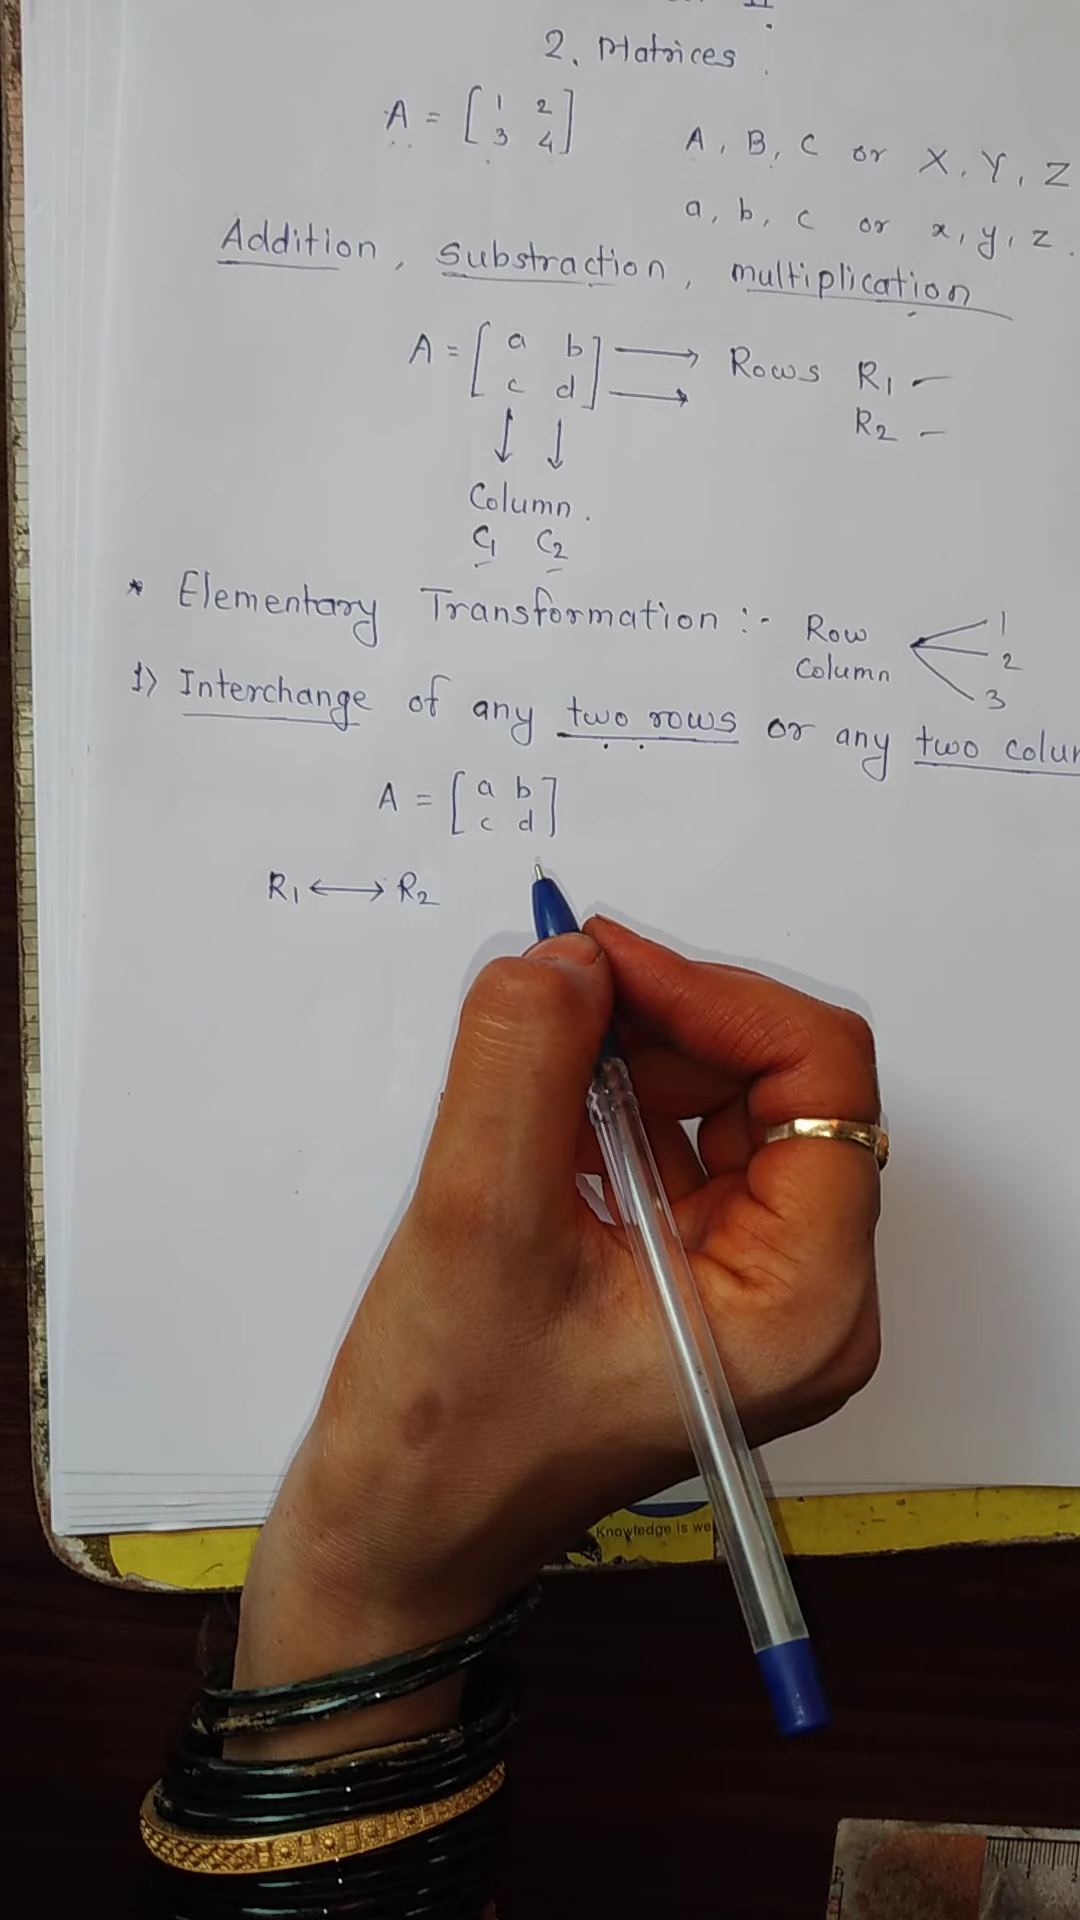 2. Matrices.
A = [ 1 2
3 4 ]
A, B, C or X, Y, Z
a, b, c or x, y, z.
Addition, Substraction, multiplication
A = [ a b
c d ]
→ Rows R1 –
→ R2 –
↓ ↓
Column.
C1 C2
* Elementary Transformation :-
Row
Column
1
2
3
1) Interchange of any two rows or any two colu
A = [ a b
c d ]
R1 ↔ R2
Knowledge is we
1 2